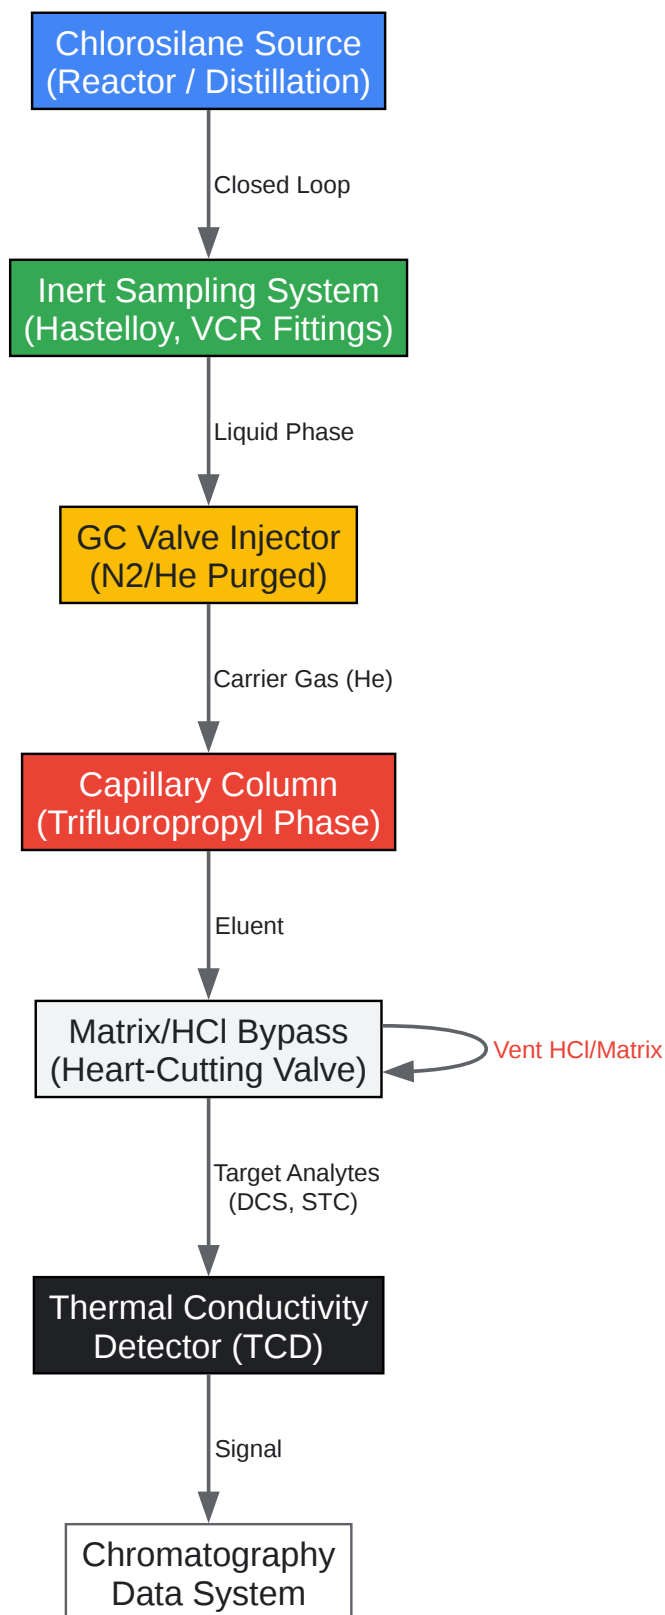 Chlorosilane Source
(Reactor / Distillation)
Closed Loop
Inert Sampling System
(Hastelloy, VCR Fittings)
Liquid Phase
GC Valve Injector
(N2/He Purged)
Carrier Gas (He)
Capillary Column
(Trifluoropropyl Phase)
Eluent
Matrix/HCl Bypass
(Heart-Cutting Valve)
Vent HCl/Matrix
Target Analytes
(DCS, STC)
Thermal Conductivity
Detector (TCD)
Signal
Chromatography
Data System